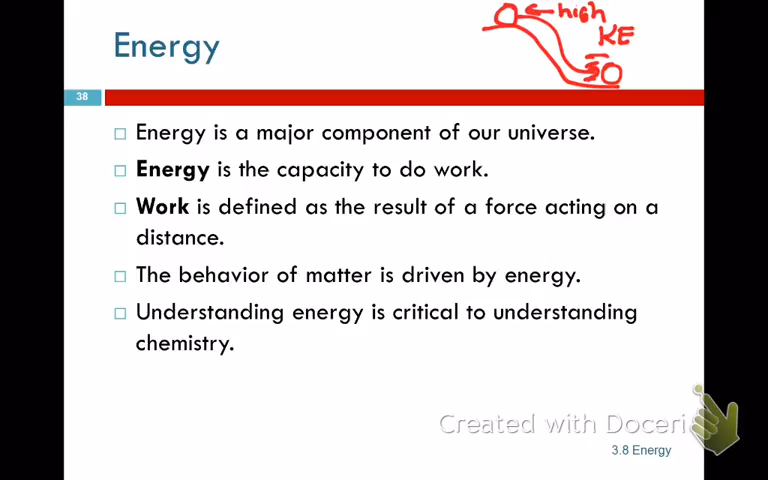 high
KE
Energy
38
Energy is a major component of our universe.
Energy is the capacity to do work.
Work is defined as the result of a force acting on a
distance.
The behavior of matter is driven by energy.
Understanding energy is critical to understanding
chemistry.
Created with Doceri
3.8 Energy